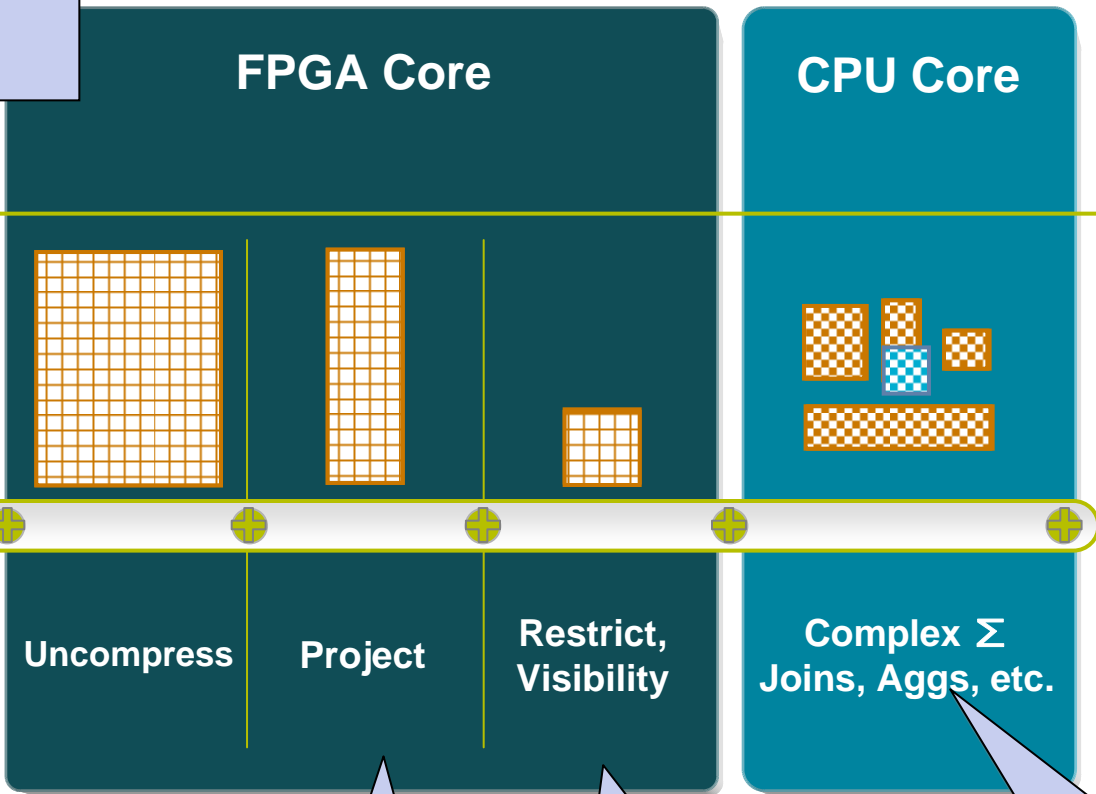 FPGA Core
CPU Core
Uncompress
Project
Restrict,
Visibility
Complex Σ
Joins, Aggs, etc.